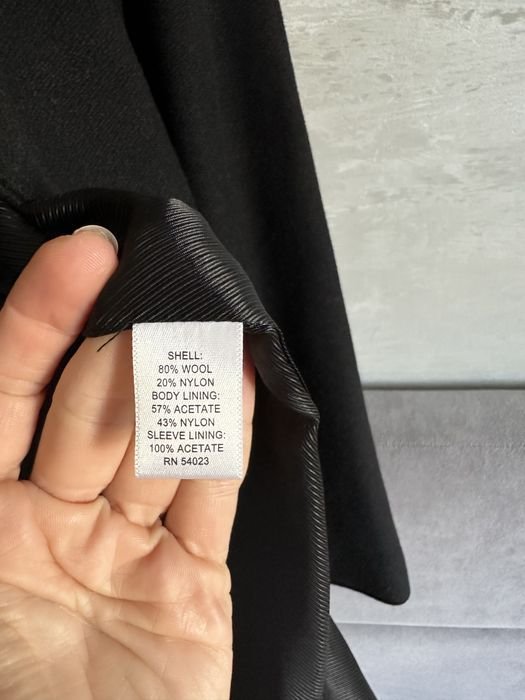 SHELL:
80% WOOL
20% NYLON
BODY LINING:
57% ACETATE
43% NYLON
SLEEVE LINING:
100% ACETATE
RN 54023